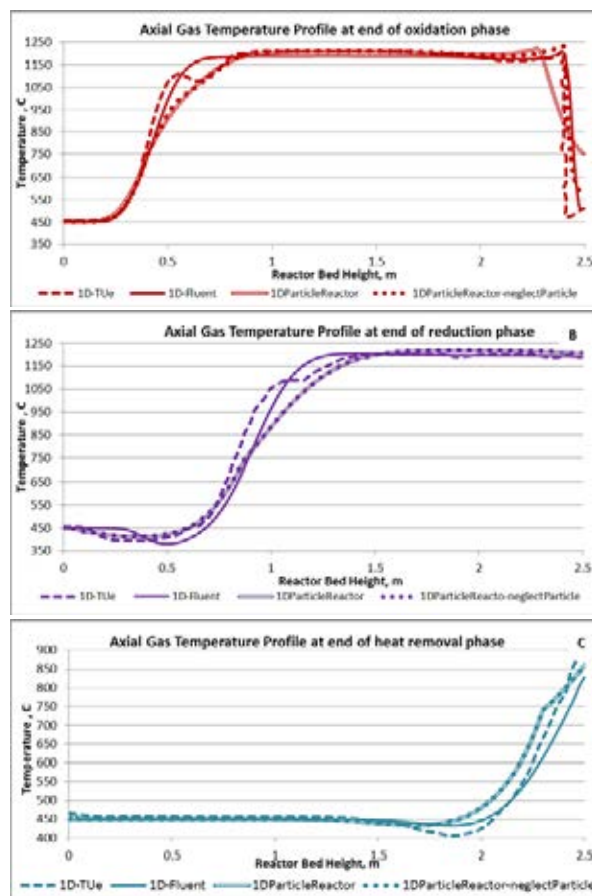 Axial Gas Temperature Profile at end of oxidation phase
1250
1150
1050
950
850
750
650
550
450
350
Temperature , C
0 0.5 1 1.5 2 2.5
Reactor Bed Height, m
1D-TUe 1D-Fluent 1DParticleReactor 1DParticleReactor-neglectParticle
Axial Gas Temperature Profile at end of reduction phase B
1250
1150
1050
950
850
750
650
550
450
350
Temperature , C
0 0.5 1 1.5 2 2.5
Reactor Bed Height, m
1D-TUe 1D-Fluent 1DParticleReactor 1DParticleReacto-neglectParticle
Axial Gas Temperature Profile at end of heat removal phase C
900
850
800
750
700
650
600
550
500
450
400
Temperature , C
0 0.5 1 1.5 2 2.5
Reactor Bed Height, m
1D-TUe 1D-Fluent 1DParticleReactor 1DParticleReactor-neglectParticle